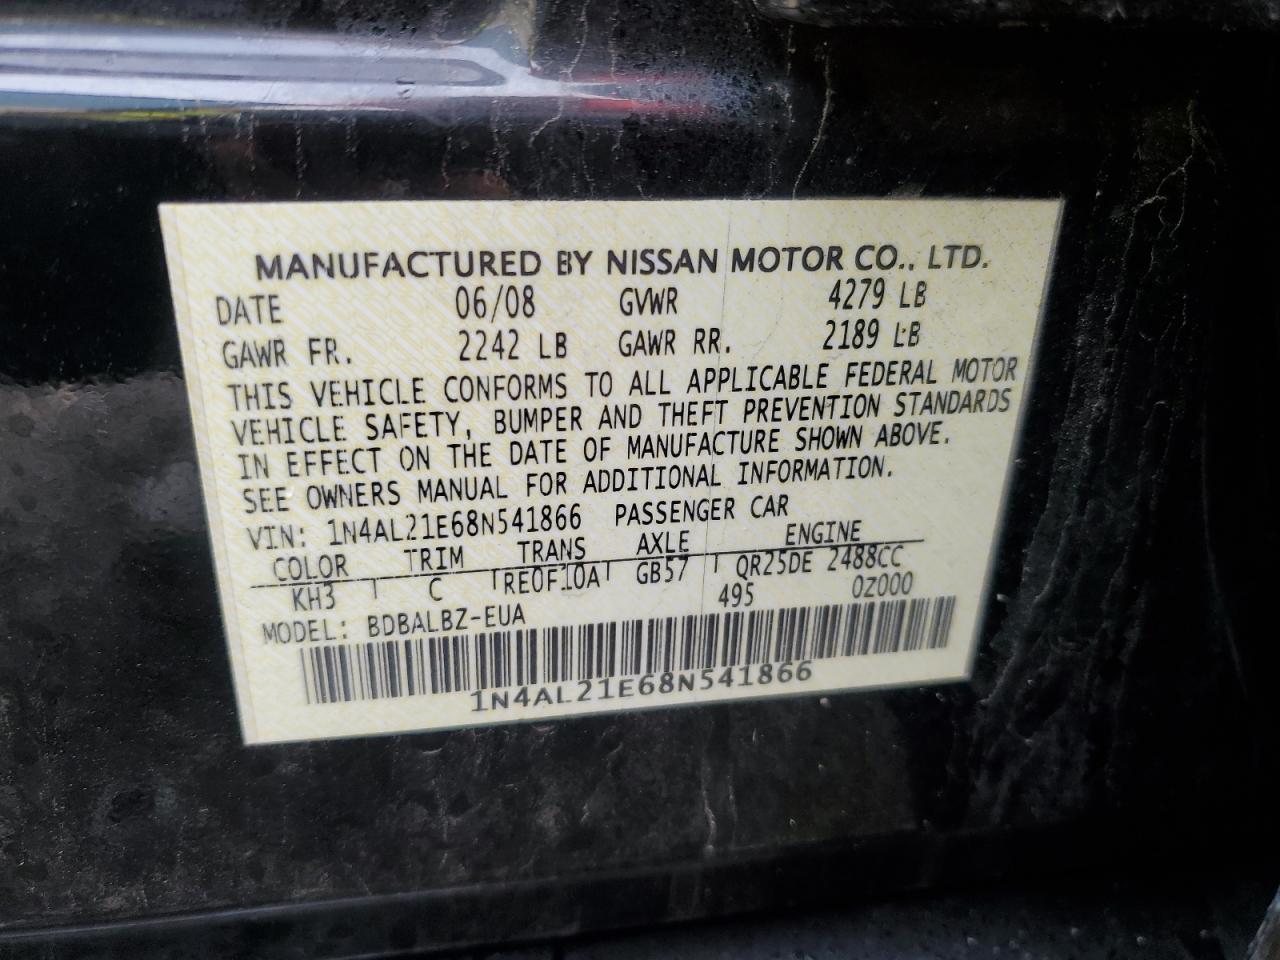 MANUFACTURED BY NISSAN MOTOR CO., LTD.
DATE 06/08 GVWR 4279 LB
GAWR FR. 2242 LB GAWR RR. 2189 LB
THIS VEHICLE CONFORMS TO ALL APPLICABLE FEDERAL MOTOR
VEHICLE SAFETY, BUMPER AND THEFT PREVENTION STANDARDS
IN EFFECT ON THE DATE OF MANUFACTURE SHOWN ABOVE.
SEE OWNERS MANUAL FOR ADDITIONAL INFORMATION.
VIN: 1N4AL21E68N541866 PASSENGER CAR
COLOR TRIM TRANS AXLE ENGINE
KH3 C RE0F10A GB57 QR25DE 2488CC
495 0Z000
MODEL: BDBALBZ-EUA
1N4AL21E68N541866